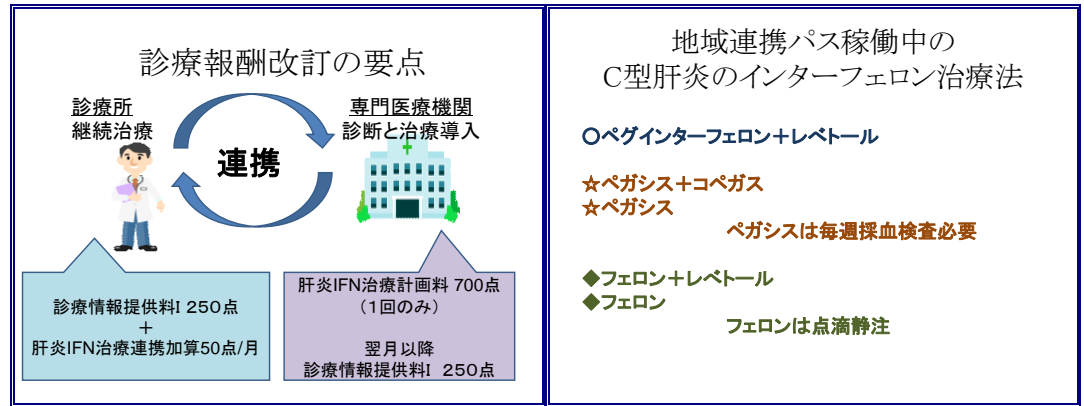 診療報酬改訂の要点
診療所
継続治療
専門医療機関
診断と治療導入
連携
診療情報提供料Ⅰ 250点
+
肝炎IFN治療連携加算50点/月
肝炎IFN治療計画料 700点
(1回のみ)
翌月以降
診療情報提供料Ⅰ 250点
地域連携パス稼働中の
C型肝炎のインターフェロン治療法
○ペグインターフェロン+レベトール
☆ペガシス+コペガス
☆ペガシス
ペガシスは毎週採血検査必要
◆フェロン+レベトール
◆フェロン
フェロンは点滴静注